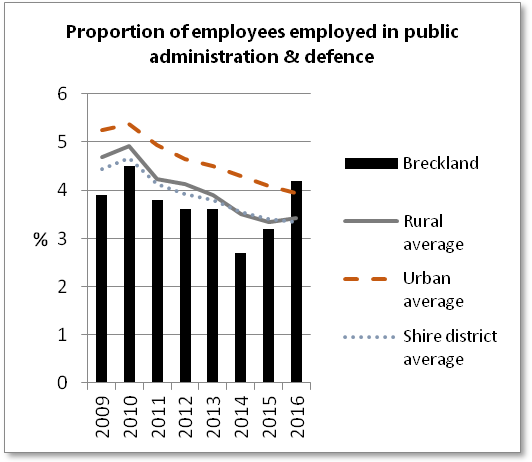 Proportion of employees employed in public
administration & defence
6
5
4
3
2
1
0
%
2009
2010
2011
2012
2013
2014
2015
2016
Breckland
Rural
average
Urban
average
Shire district
average